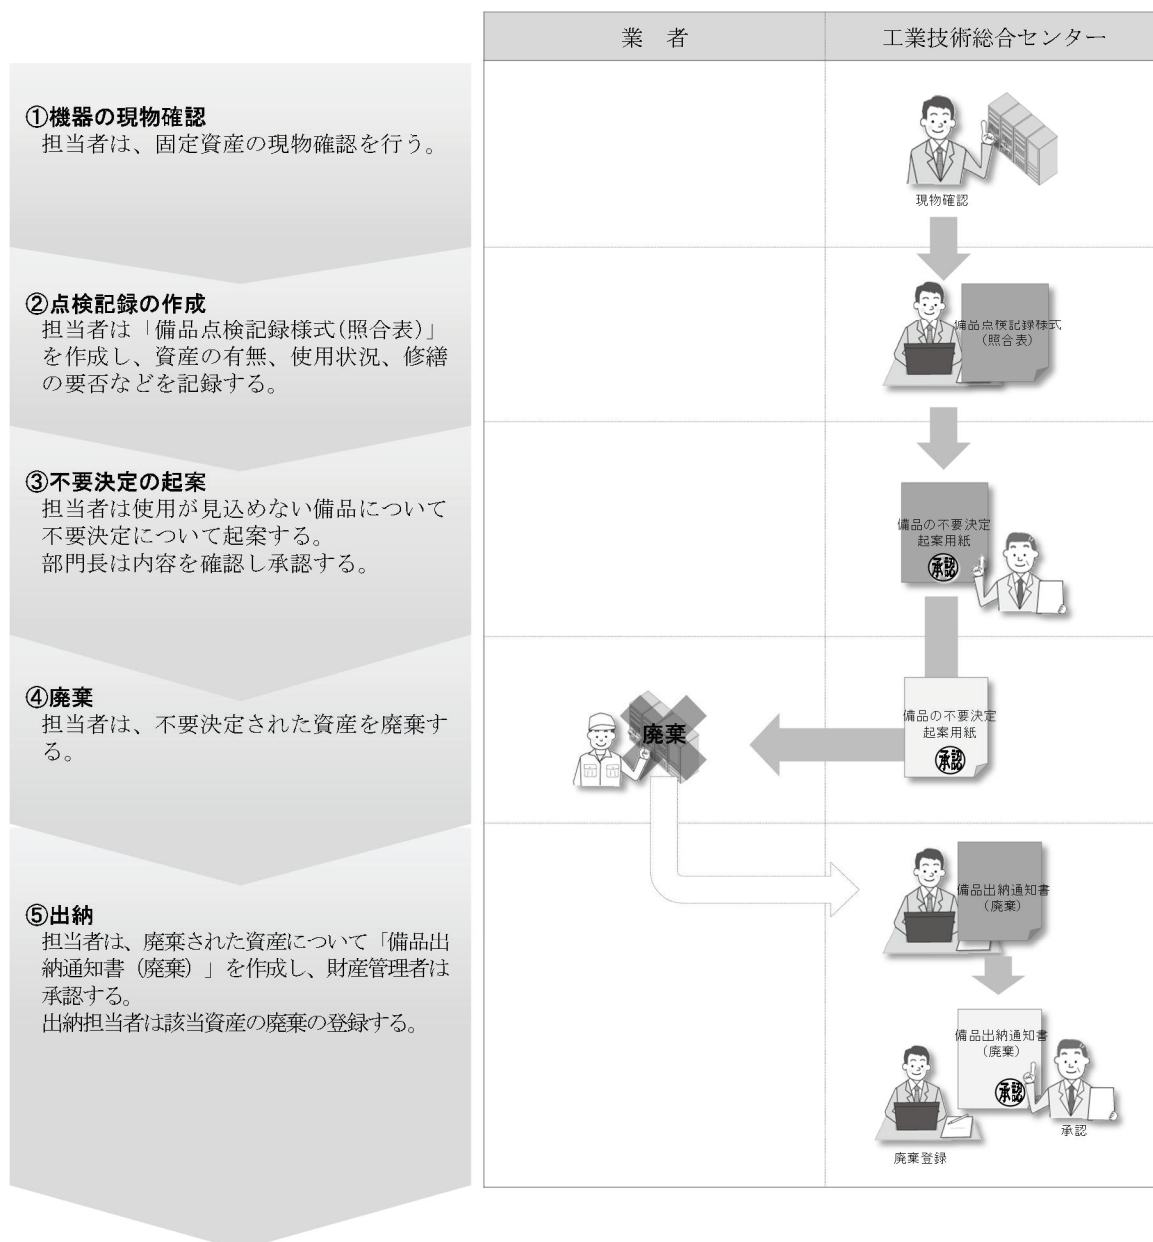 業　者
工業技術総合センター
①機器の現物確認
担当者は、固定資産の現物確認を行う。
現物確認
②点検記録の作成
担当者は「備品点検記録様式(照合表)」
を作成し、資産の有無、使用状況、修繕
の要否などを記録する。
備品点検記録様式
(照合表)
③不要決定の起案
担当者は使用が見込めない備品について
不要決定について起案する。
部門長は内容を確認し承認する。
備品の不要決定
起案用紙
承認
④廃棄
担当者は、不要決定された資産を廃棄す
る。
廃棄
備品の不要決定
起案用紙
承認
⑤出納
担当者は、廃棄された資産について「備品出
納通知書（廃棄）」を作成し、財産管理者は
承認する。
出納担当者は該当資産の廃棄の登録する。
備品出納通知書
(廃棄)
備品出納通知書
(廃棄)
承認
承認
廃棄登録